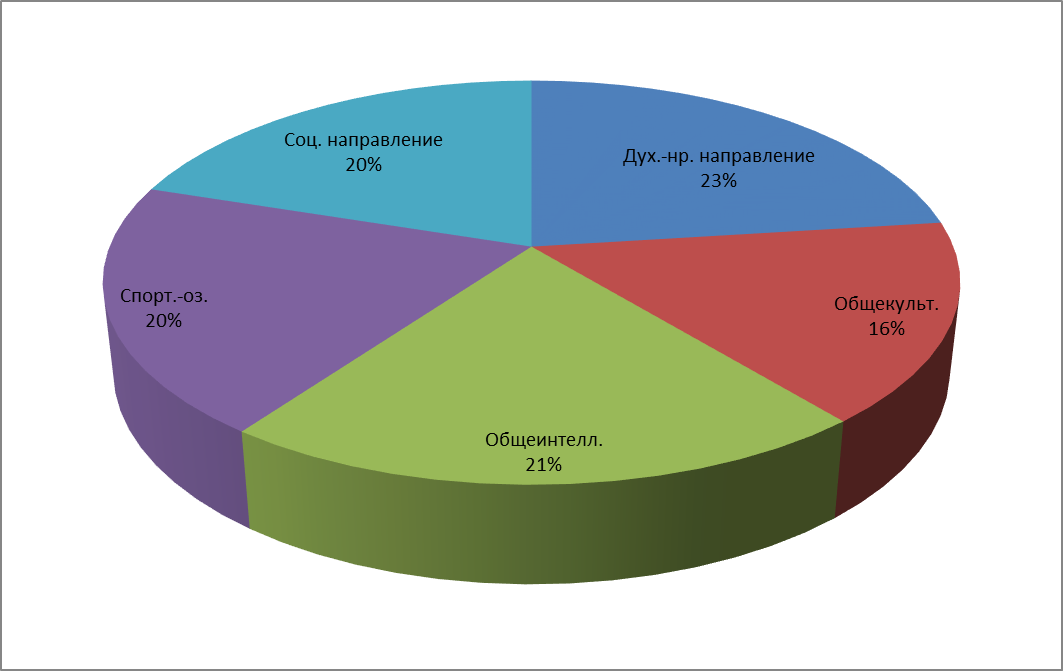 Соц. направление
20%
Дух.-нр. направление
23%
Спорт.-оз.
20%
Общекульт.
16%
Общеинтелл.
21%